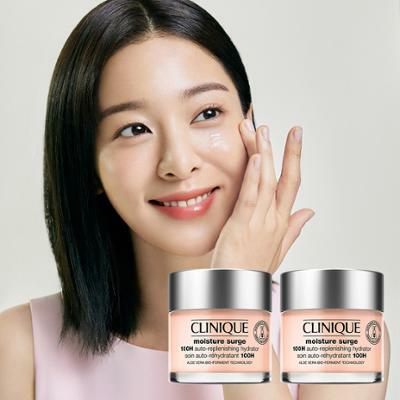 CLINIQUE
moisture surge
100H auto-replenishing hydrator
soin auto-réhydratant 100H
ALOE VERA BIO-FERMENT TECHNOLOGY
CLINIQUE
moisture surge
100H auto-replenishing hydrator
soin auto-réhydratant 100H
ALOE VERA BIO-FERMENT TECHNOLOGY